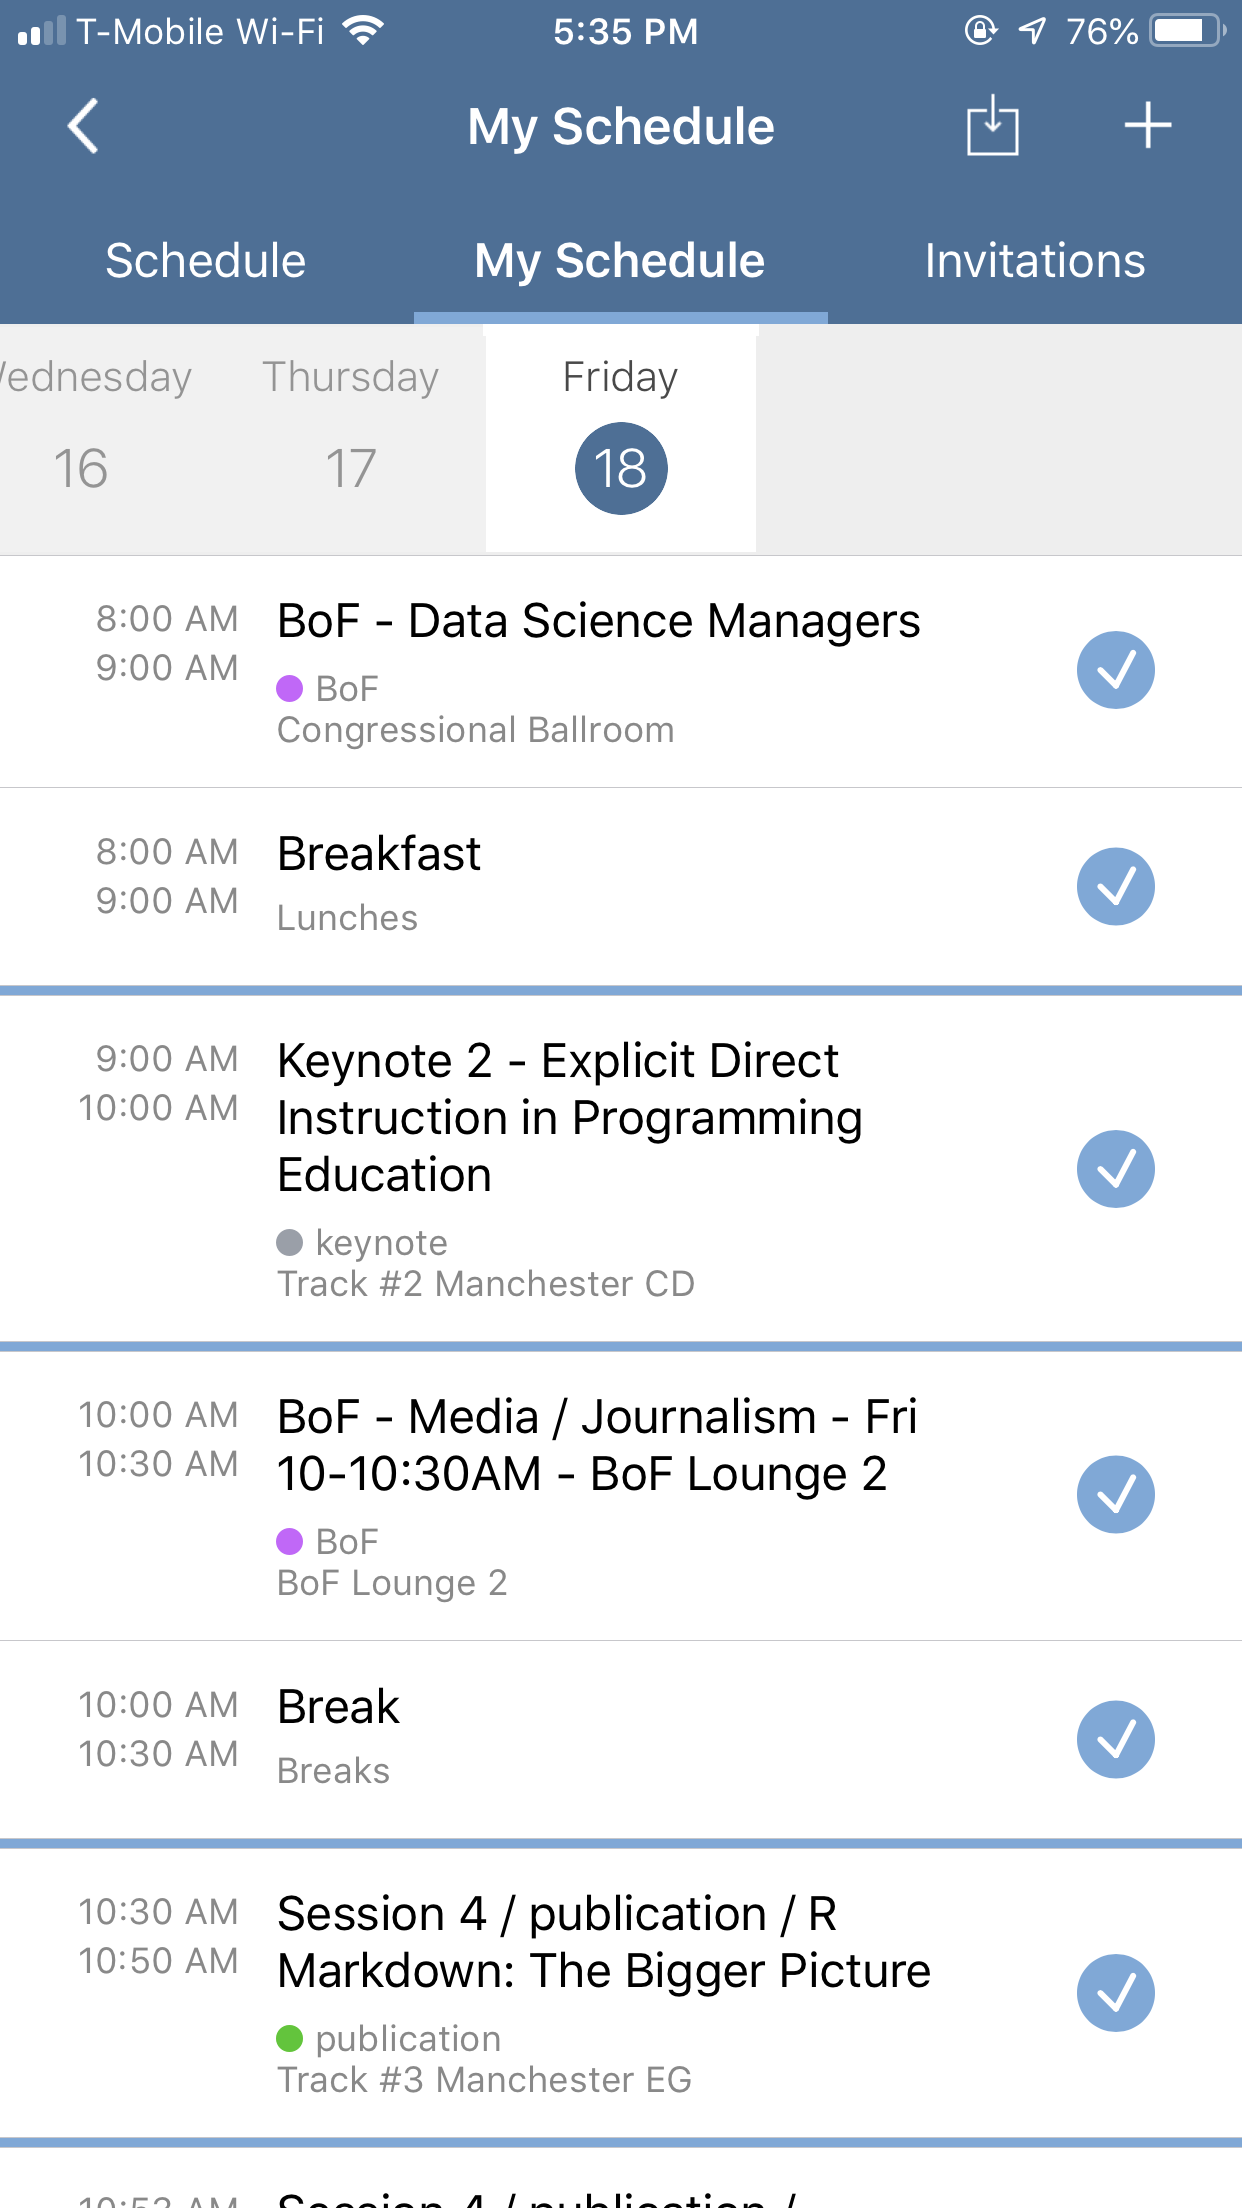 T-Mobile Wi-Fi 5:35 PM 76%
My Schedule
Schedule My Schedule Invitations
ednesday Thursday Friday
16 17 18
8:00 AM BoF - Data Science Managers
9:00 AM
BoF
Congressional Ballroom
8:00 AM Breakfast
9:00 AM
Lunches
9:00 AM Keynote 2 - Explicit Direct
10:00 AM Instruction in Programming
Education
keynote
Track #2 Manchester CD
10:00 AM BoF - Media / Journalism - Fri
10:30 AM 10-10:30AM - BoF Lounge 2
BoF
BoF Lounge 2
10:00 AM Break
10:30 AM
Breaks
10:30 AM Session 4 / publication / R
10:50 AM Markdown: The Bigger Picture
publication
Track #3 Manchester EG
Session 4 / publication /